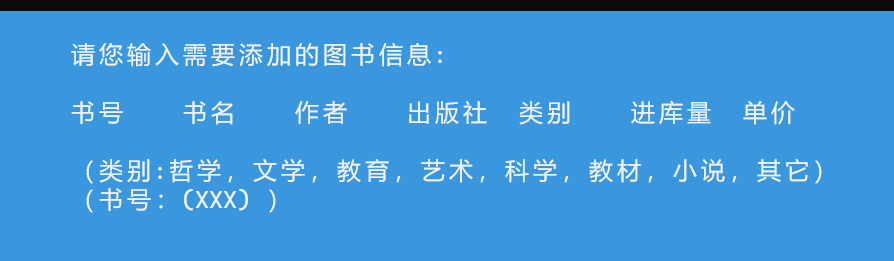 请您输入需要添加的图书信息:
书号 书名 作者 出版社 类别 进库量 单价
(类别:哲学, 文学, 教育, 艺术, 科学, 教材, 小说, 其它)
(书号: (XXX) )